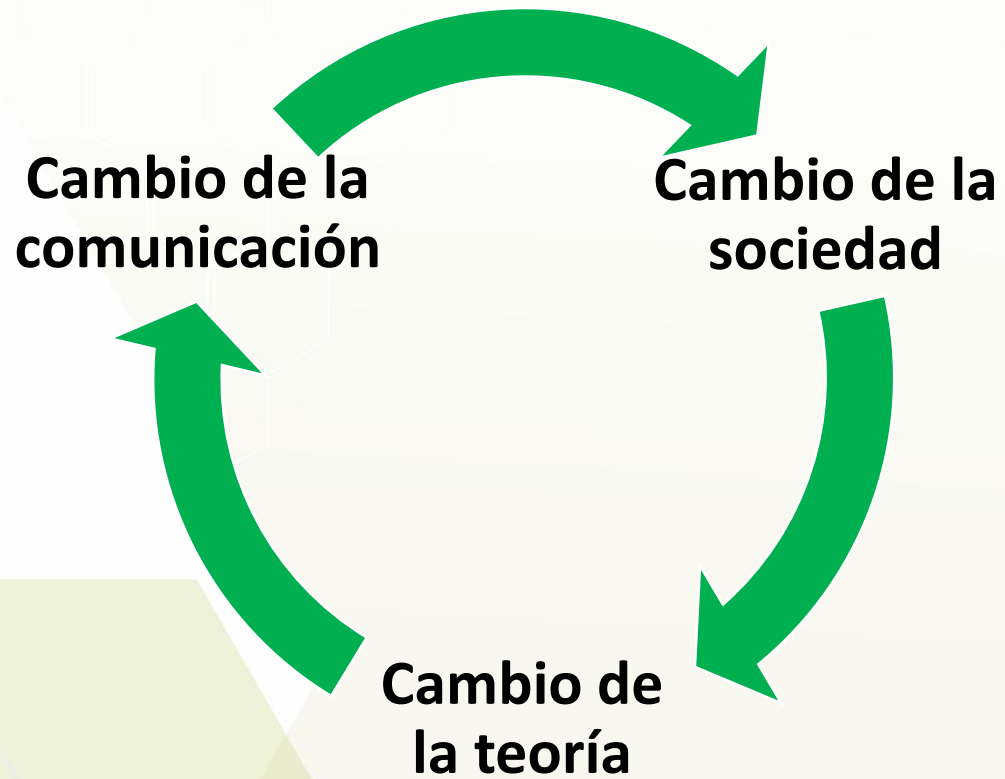 Cambio de la
comunicación
Cambio de la
sociedad
Cambio de
la teoría